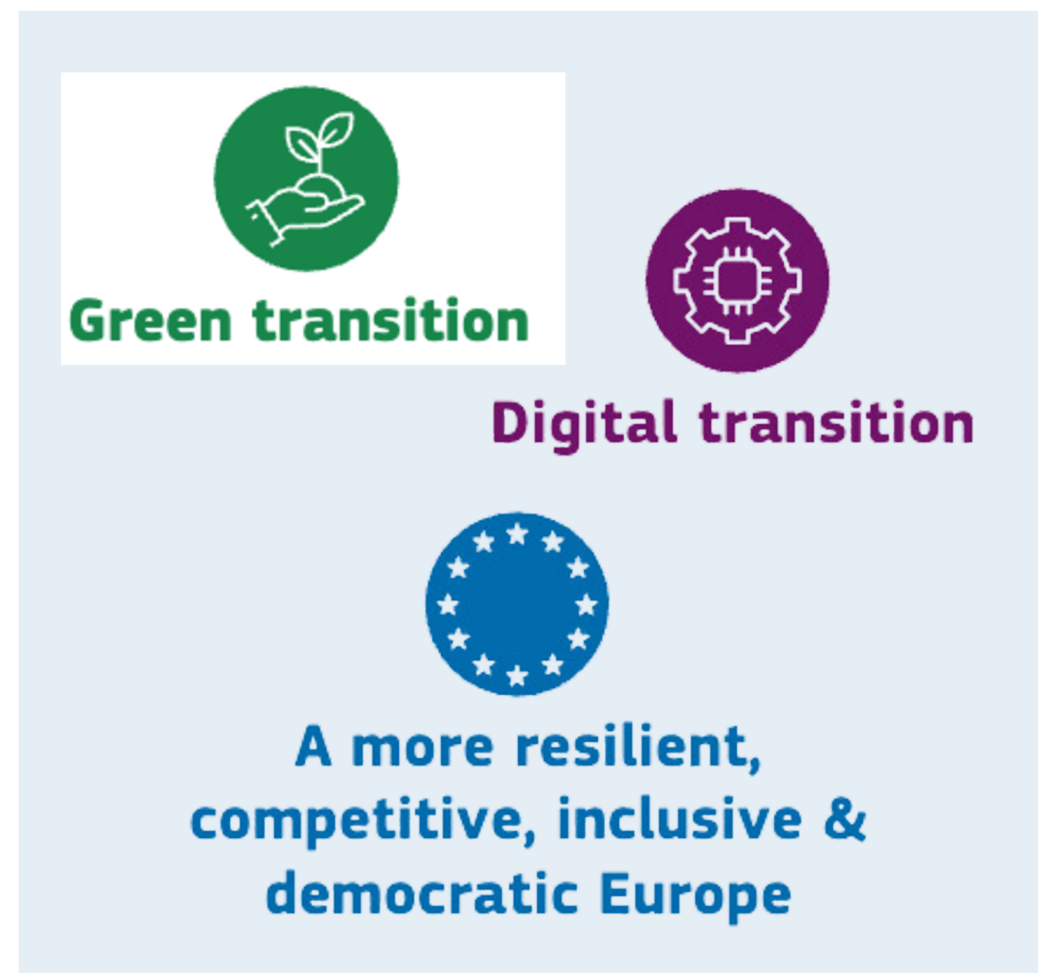 Green transition
Digital transition
A more resilient,
competitive, inclusive &
democratic Europe